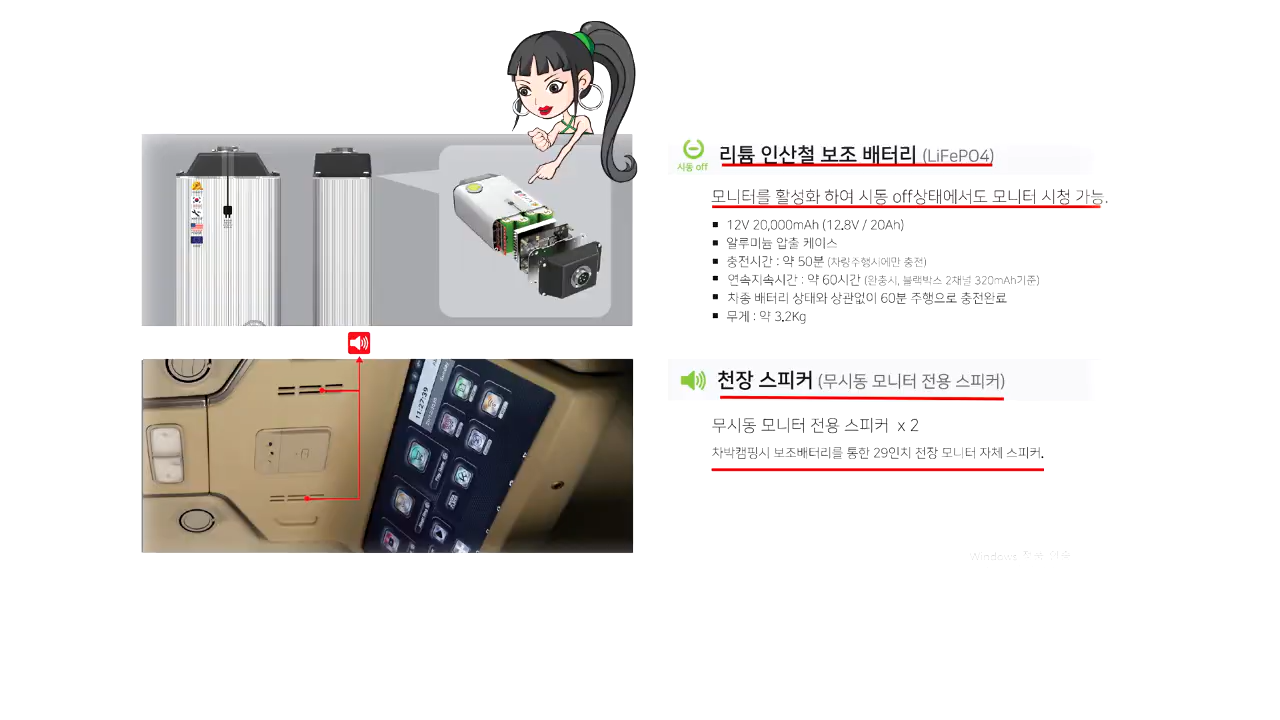 시동 off
리튬 인산철 보조 배터리 (LiFePO4)
모니터를 활성화 하여 시동 off상태에서도 모니터 시청 가능.
■ 12V 20,000mAh (12.8V / 20Ah)
■ 알루미늄 압출 케이스
■ 충전시간 : 약 50분 (차량주행시에만 충전)
■ 연속지속시간 : 약 60시간 (완충시, 블랙박스 2채널 320mAh기준)
■ 차종 배터리 상태와 상관없이 60분 주행으로 충전완료
■ 무게 : 약 3.2Kg
11:27:39
천장 스피커 (무시동 모니터 전용 스피커)
무시동 모니터 전용 스피커 x 2
차박캠핑시 보조배터리를 통한 29인치 천장 모니터 자체 스피커.
Windows